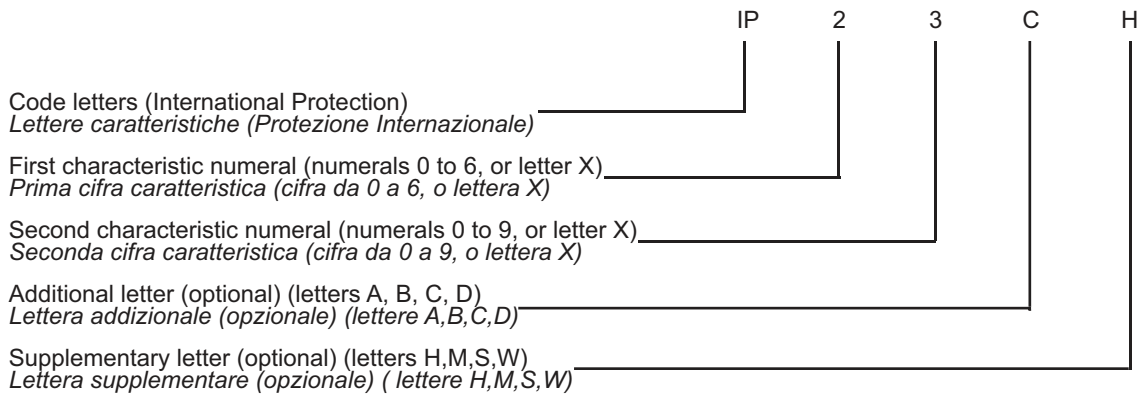 IP 2 3 C H
Code letters (International Protection)
Lettere caratteristiche (Protezione Internazionale)
First characteristic numeral (numerals 0 to 6, or letter X)
Prima cifra caratteristica (cifra da 0 a 6, o lettera X)
Second characteristic numeral (numerals 0 to 9, or letter X)
Seconda cifra caratteristica (cifra da 0 a 9, o lettera X)
Additional letter (optional) (letters A, B, C, D)
Lettera addizionale (opzionale) (lettere A,B,C,D)
Supplementary letter (optional) (letters H,M,S,W)
Lettera supplementare (opzionale) ( lettere H,M,S,W)